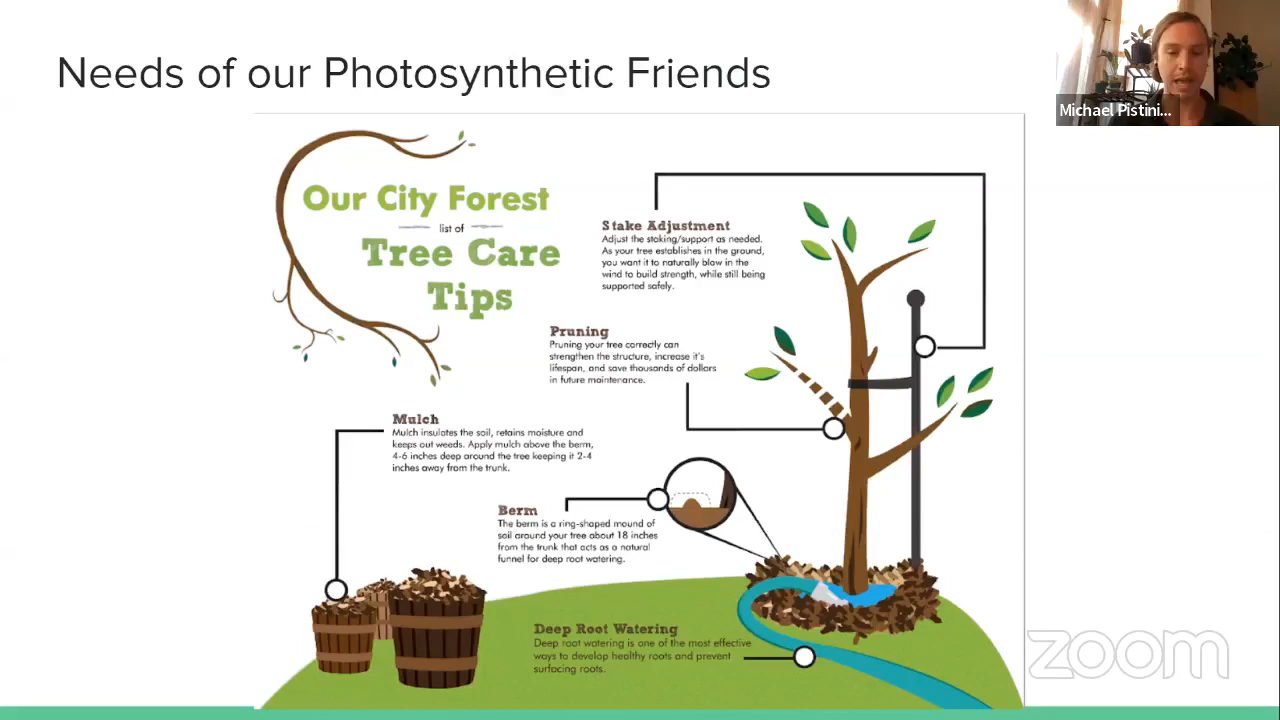 Needs of our Photosynthetic Friends
Michael Pistini...
Our City Forest
list of
Tree Care
Tips
Stake Adjustment
Adjust the staking/support as needed.
As your tree establishes in the ground,
you want it to naturally blow in the
wind to build strength, while still being
supported safely.
Pruning
Pruning your tree correctly can
strengthen the structure, increase it's
lifespan, and save thousands of dollars
in future maintenance.
Mulch
Mulch insulates the soil, retains moisture and
keeps out weeds. Apply mulch above the berm,
4-6 inches deep around the tree keeping it 2-4
inches away from the trunk.
Berm
The berm is a ring-shaped mound of
soil around your tree about 18 inches
from the trunk that acts as a natural
funnel for deep root watering.
Deep Root Watering
Deep root watering is one of the most effective
ways to develop healthy roots and prevent
surfacing roots.
zoom